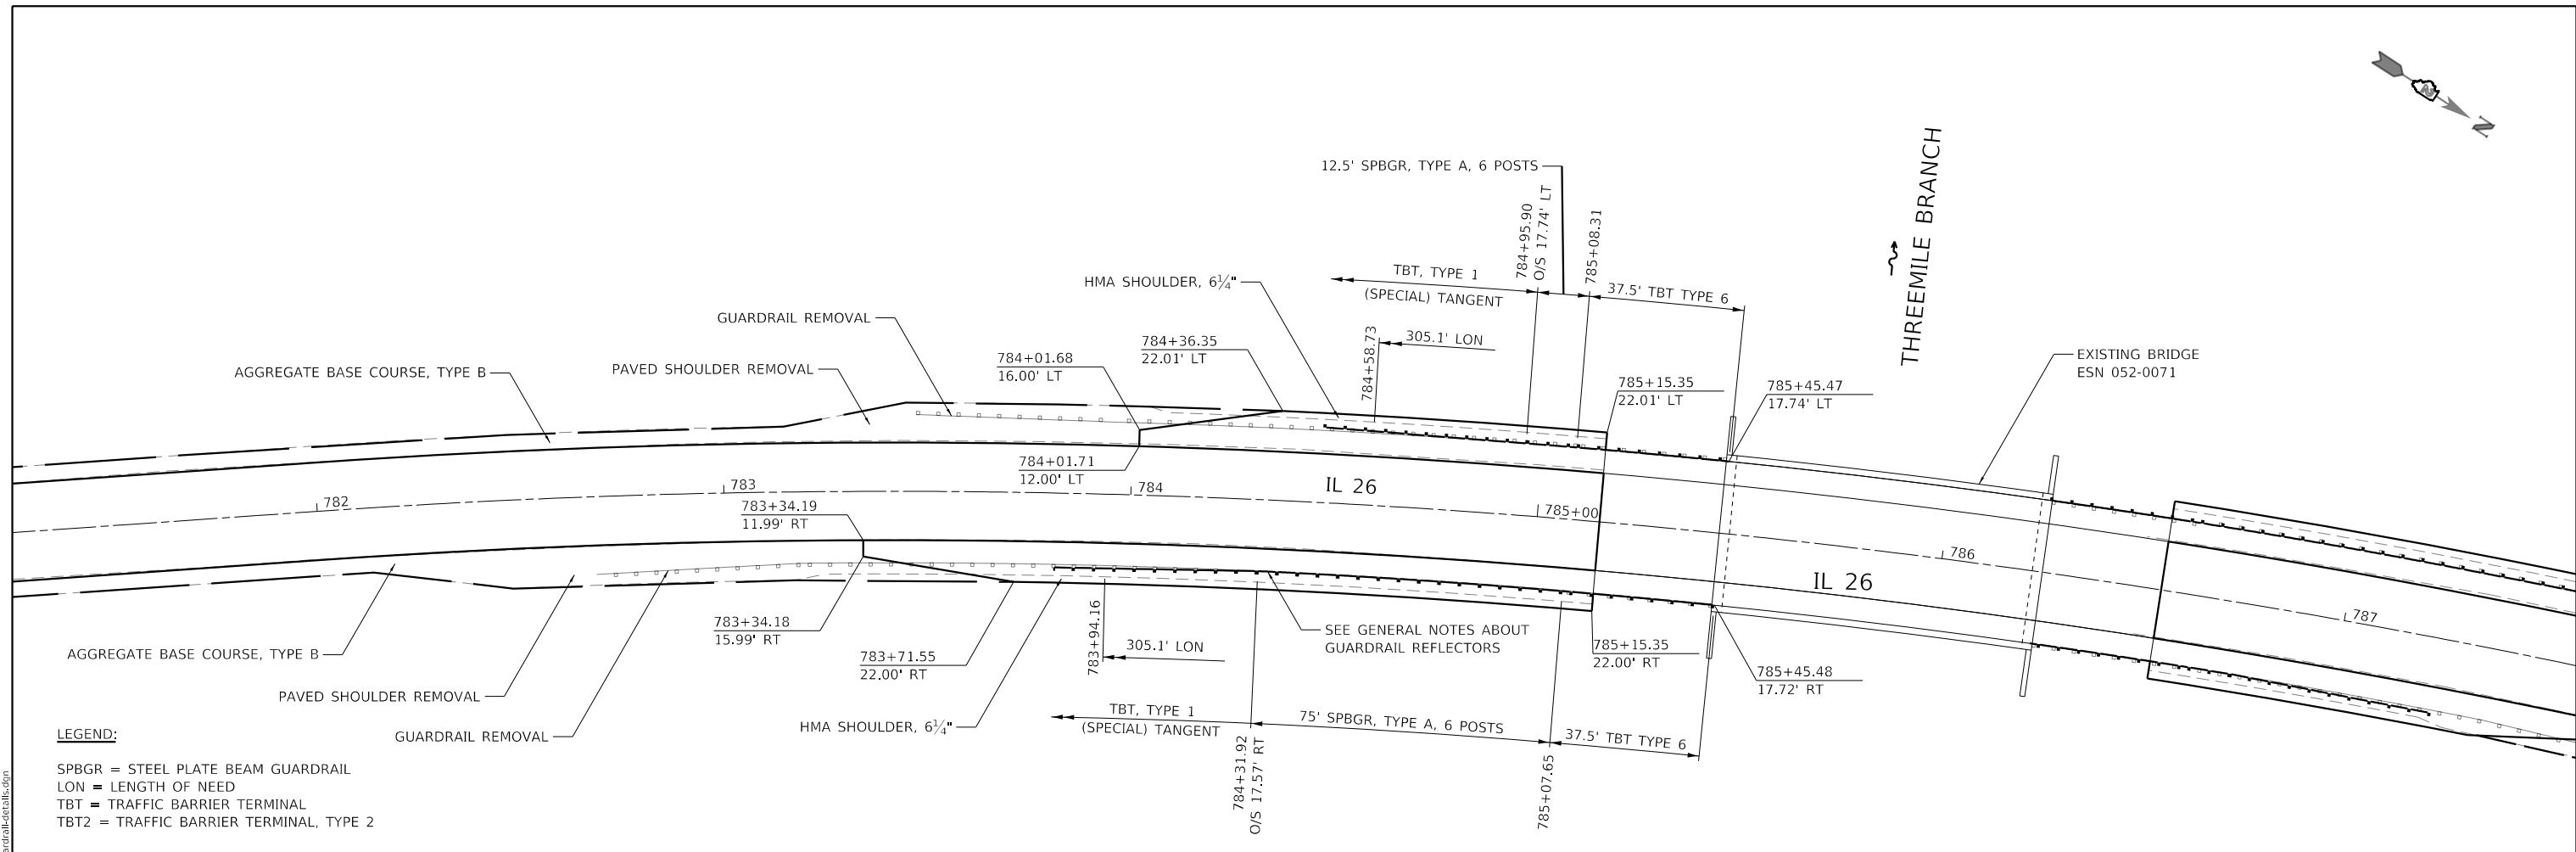 N
THREEMILE BRANCH
12.5' SPBGR, TYPE A, 6 POSTS
784+95.90
O/S 17.74' LT
785+08.31
TBT, TYPE 1
(SPECIAL) TANGENT
37.5' TBT TYPE 6
HMA SHOULDER, 6¼"
GUARDRAIL REMOVAL
784+58.73
305.1' LON
784+36.35
22.01' LT
784+01.68
16.00' LT
EXISTING BRIDGE
ESN 052-0071
AGGREGATE BASE COURSE, TYPE B
PAVED SHOULDER REMOVAL
785+15.35
22.01' LT
785+45.47
17.74' LT
784+01.71
12.00' LT
782
783
784
IL 26
785+00
786
787
IL 26
783+34.19
11.99' RT
783+34.18
15.99' RT
783+71.55
22.00' RT
783+94.16
305.1' LON
SEE GENERAL NOTES ABOUT
GUARDRAIL REFLECTORS
785+15.35
22.00' RT
785+45.48
17.72' RT
AGGREGATE BASE COURSE, TYPE B
PAVED SHOULDER REMOVAL
GUARDRAIL REMOVAL
HMA SHOULDER, 6¼"
TBT, TYPE 1
(SPECIAL) TANGENT
75' SPBGR, TYPE A, 6 POSTS
37.5' TBT TYPE 6
784+31.92
O/S 17.57' RT
785+07.65
LEGEND:
SPBGR = STEEL PLATE BEAM GUARDRAIL
LON = LENGTH OF NEED
TBT = TRAFFIC BARRIER TERMINAL
TBT2 = TRAFFIC BARRIER TERMINAL, TYPE 2
ardrail-details.dgn